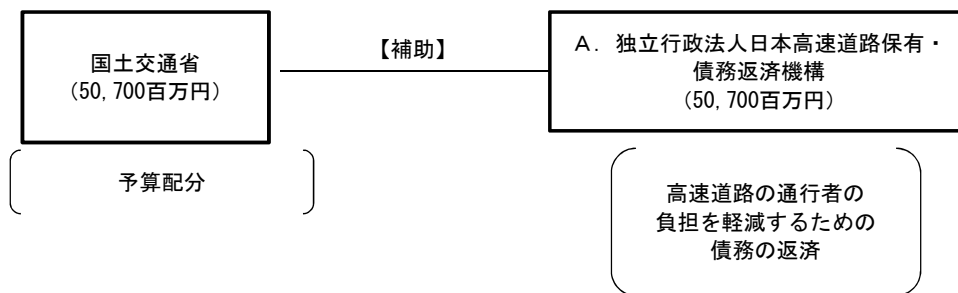 国土交通省
（50,700百万円）
【補助】
Ａ．独立行政法人日本高速道路保有・
債務返済機構
（50,700百万円）
予算配分
高速道路の通行者の
負担を軽減するための
債務の返済